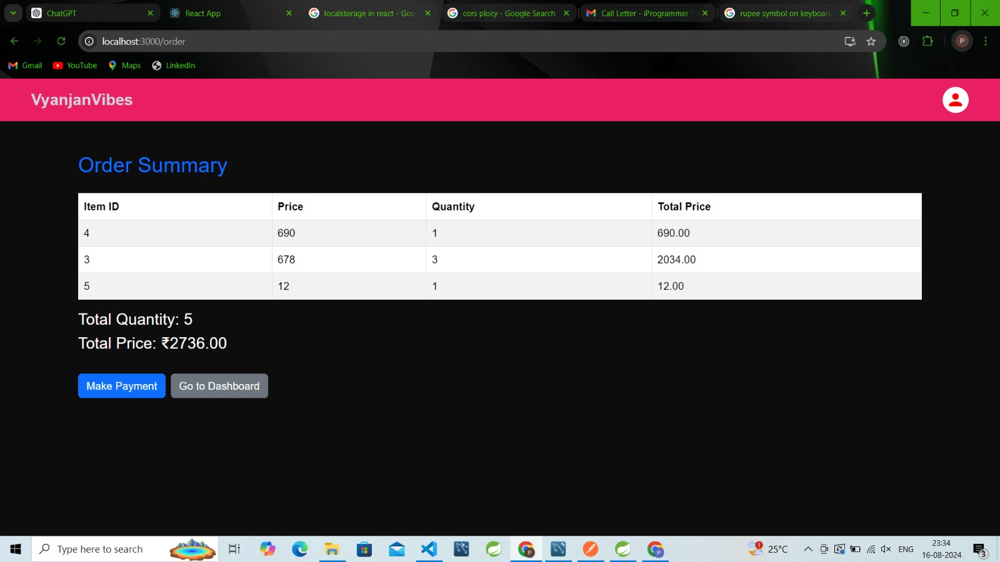 ChatGPT
React App
localstorage in react - Goo
cors plocy - Google Search
Call Letter - iProgrammer S
rupee symbol on keyboard
localhost:3000/order
P
Gmail YouTube Maps LinkedIn
VyanjanVibes
Order Summary
Item ID Price Quantity Total Price
4 690 1 690.00
3 678 3 2034.00
5 12 1 12.00
Total Quantity: 5
Total Price: ₹2736.00
Make Payment Go to Dashboard
Type here to search
1
25°C
ENG
23:34
16-08-2024
3